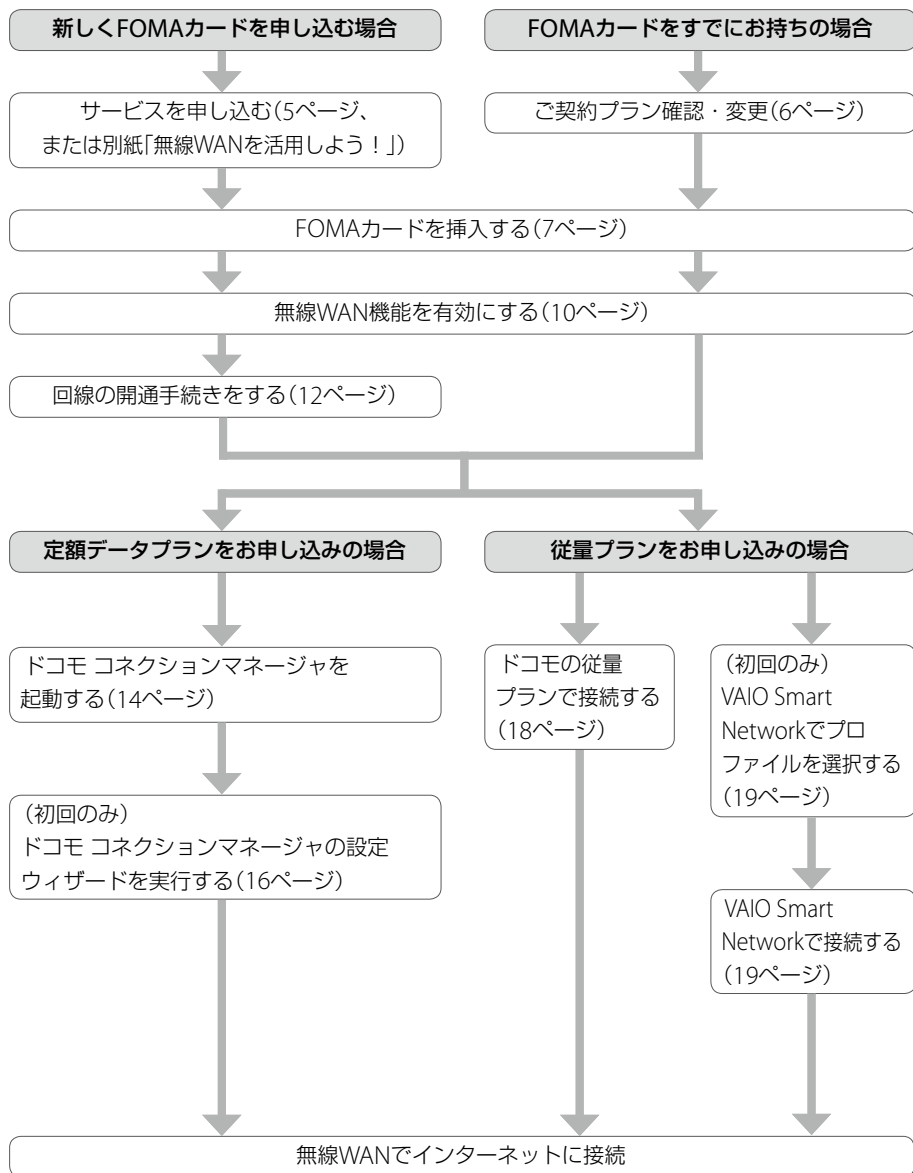 新しくFOMAカードを申し込む場合
FOMAカードをすでにお持ちの場合
サービスを申し込む(5ページ、
または別紙「無線WANを活用しよう！」)
ご契約プラン確認・変更(6ページ)
FOMAカードを挿入する(7ページ)
無線WAN機能を有効にする(10ページ)
回線の開通手続きをする(12ページ)
定額データプランをお申し込みの場合
従量プランをお申し込みの場合
ドコモ コネクションマネージャを
起動する(14ページ)
(初回のみ)
ドコモ コネクションマネージャの設定
ウィザードを実行する(16ページ)
ドコモの従量
プランで接続する
(18ページ)
(初回のみ)
VAIO Smart
Networkでプロ
ファイルを選択する
(19ページ)
VAIO Smart
Networkで接続する
(19ページ)
無線WANでインターネットに接続